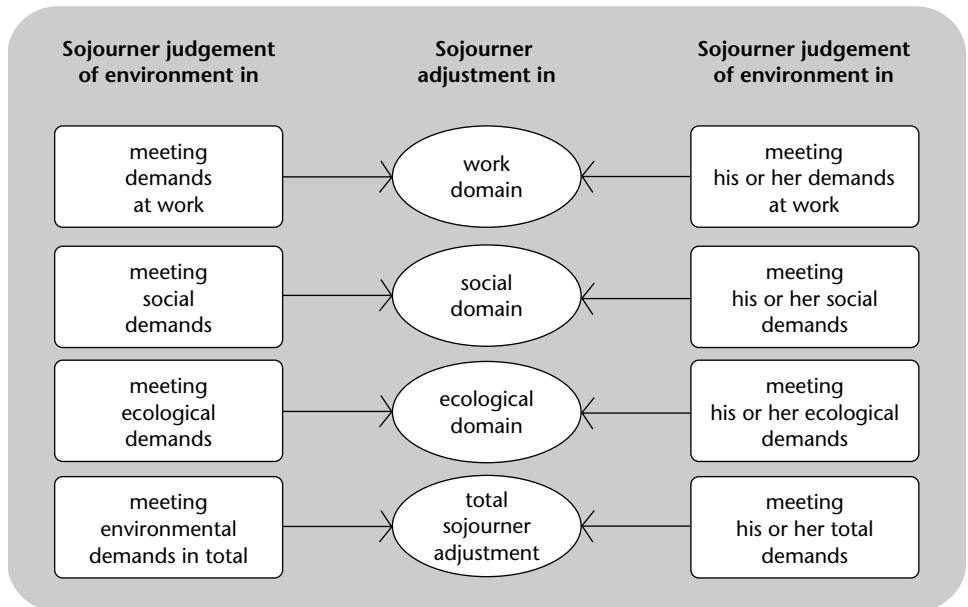 Sojourner judgement
of environment in
Sojourner
adjustment in
Sojourner judgement
of environment in
meeting
demands
at work
work
domain
meeting
his or her demands
at work
meeting
social
demands
social
domain
meeting
his or her social
demands
meeting
ecological
demands
ecological
domain
meeting
his or her ecological
demands
meeting
environmental
demands in total
total
sojourner
adjustment
meeting
his or her total
demands